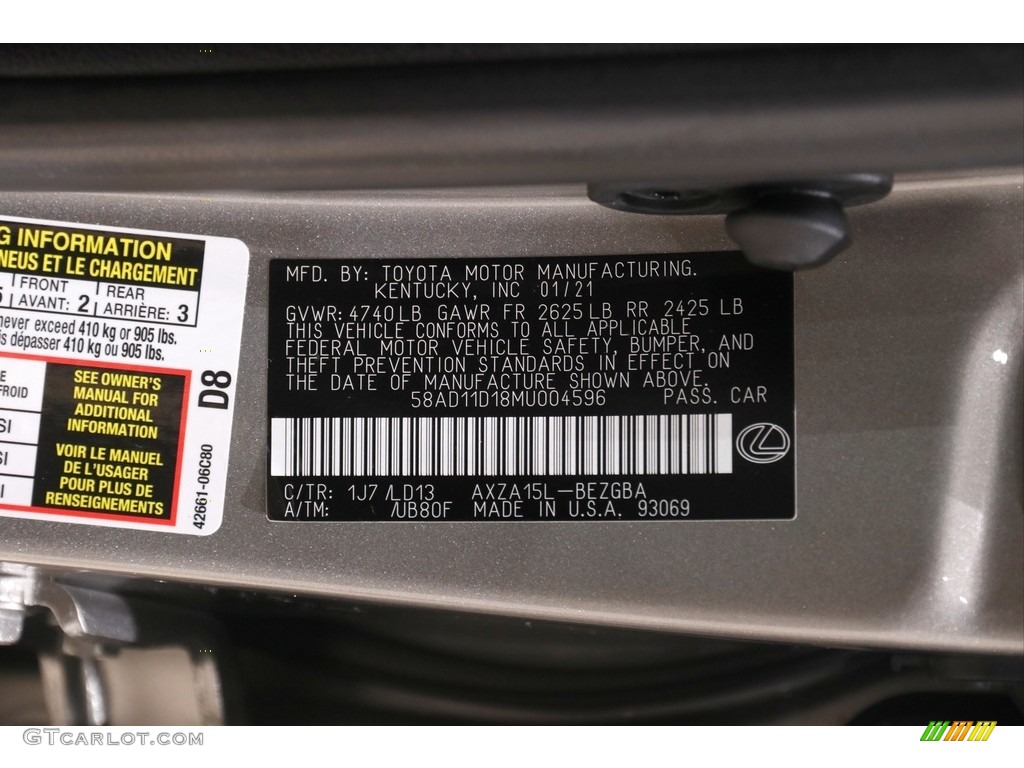 G INFORMATION
NEUS ET LE CHARGEMENT
5 FRONT AVANT: 2 REAR ARRIÈRE: 3
never exceed 410 kg or 905 lbs.
is dépasser 410 kg ou 905 lbs.
E
FROID
SI
SI
SEE OWNER'S
MANUAL FOR
ADDITIONAL
INFORMATION
VOIR LE MANUEL
DE L'USAGER
POUR PLUS DE
RENSEIGNEMENTS
D8
42661-06C80
MFD. BY: TOYOTA MOTOR MANUFACTURING.
KENTUCKY, INC 01/21
GVWR: 4740LB GAWR FR 2625LB RR 2425 LB
THIS VEHICLE CONFORMS TO ALL APPLICABLE
FEDERAL MOTOR VEHICLE SAFETY, BUMPER, AND
THEFT PREVENTION STANDARDS IN EFFECT ON
THE DATE OF MANUFACTURE SHOWN ABOVE.
58AD11D18MU004596 PASS. CAR
C/TR: 1J7 /LD13 AXZA15L-BEZGBA
A/TM: /UB80F MADE IN U.S.A. 93069
GTCarLot.com